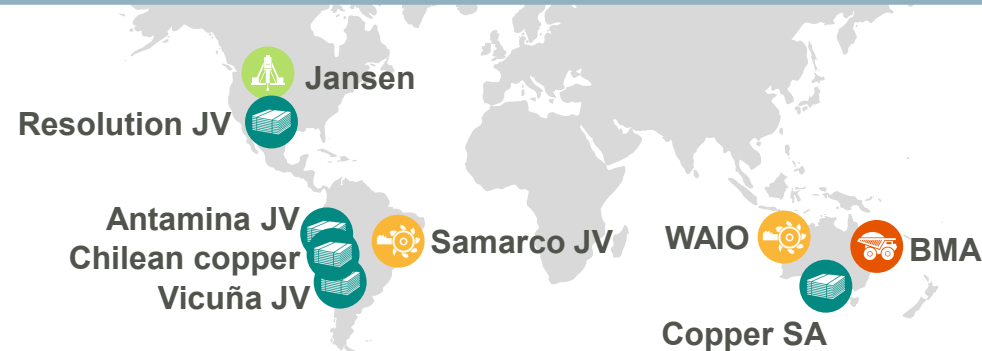 Jansen
Resolution JV
Antamina JV
Chilean copper
Vicuña JV
Samarco JV
WAIO
BMA
Copper SA